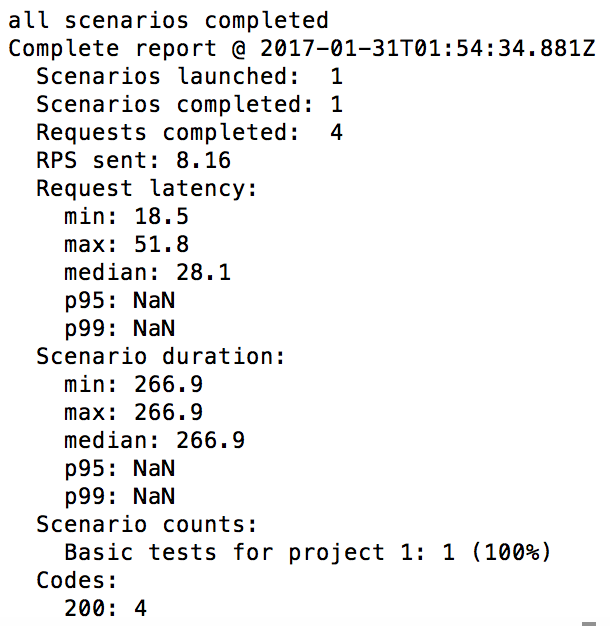 all scenarios completed
Complete report @ 2017-01-31T01:54:34.881Z
  Scenarios launched:  1
  Scenarios completed: 1
  Requests completed:  4
  RPS sent: 8.16
  Request latency:
    min: 18.5
    max: 51.8
    median: 28.1
    p95: NaN
    p99: NaN
  Scenario duration:
    min: 266.9
    max: 266.9
    median: 266.9
    p95: NaN
    p99: NaN
  Scenario counts:
    Basic tests for project 1: 1 (100%)
  Codes:
    200: 4